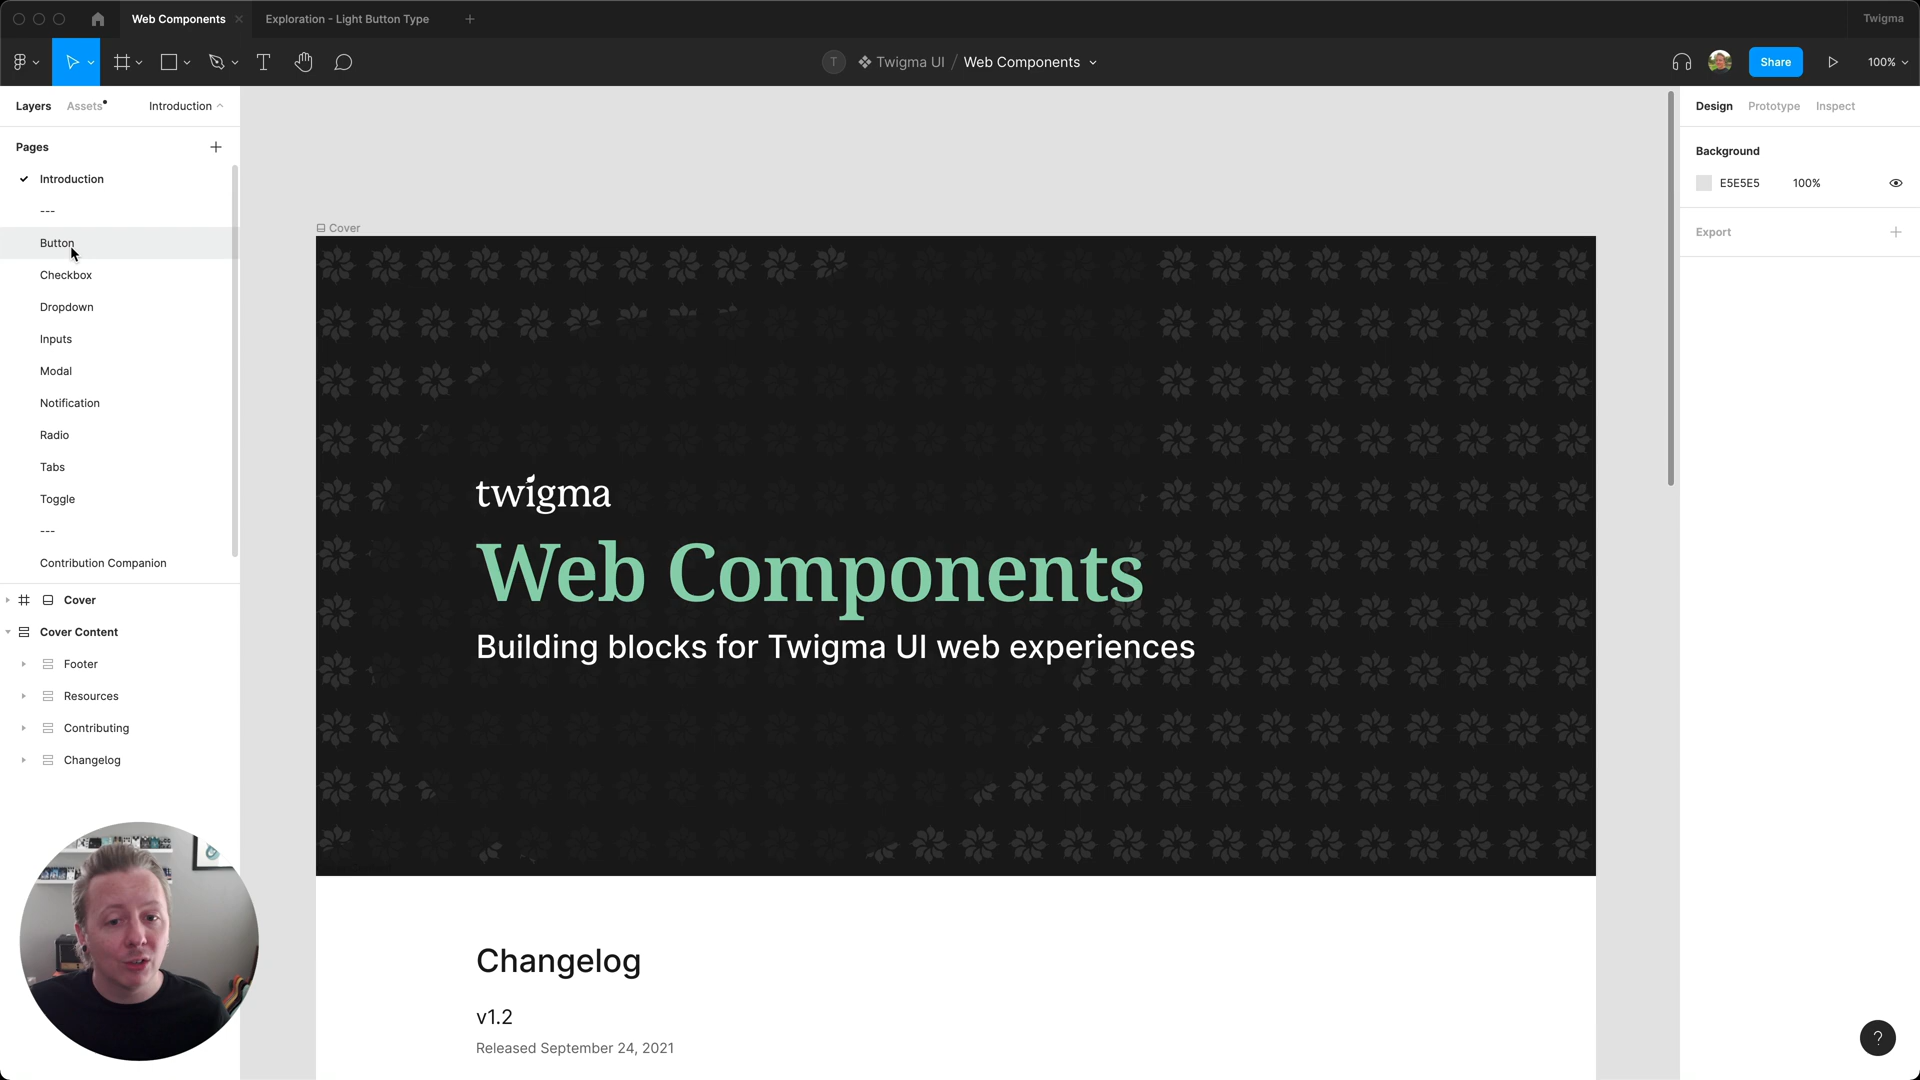 Web Components
Exploration - Light Button Type
Twigma
T
Twigma UI / Web Components
Share
100%
Layers
Assets
Introduction
Pages
Introduction
---
Button
Checkbox
Dropdown
Inputs
Modal
Notification
Radio
Tabs
Toggle
---
Contribution Companion
Cover
Cover Content
Footer
Resources
Contributing
Changelog
Cover
twigma
Web Components
Building blocks for Twigma UI web experiences
Changelog
v1.2
Released September 24, 2021
Design
Prototype
Inspect
Background
E5E5E5
100%
Export
?